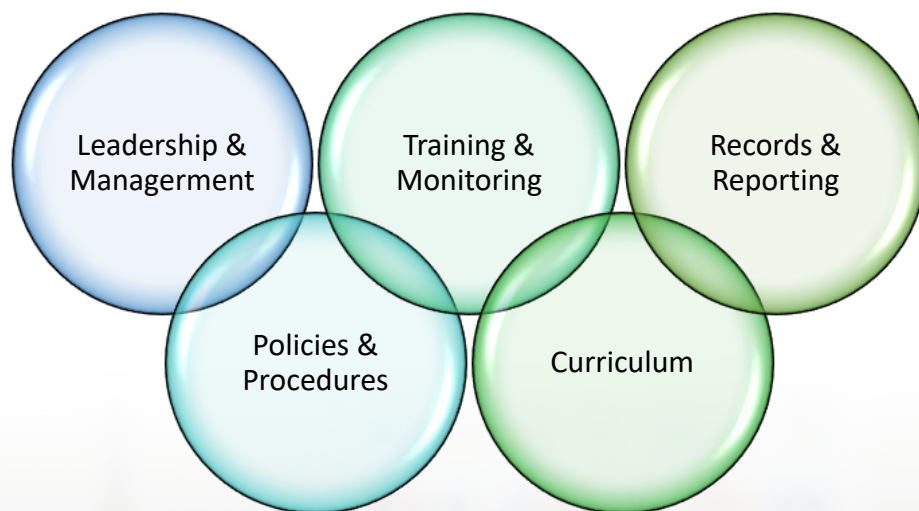 Leadership &
Managerment
Training &
Monitoring
Records &
Reporting
Policies &
Procedures
Curriculum